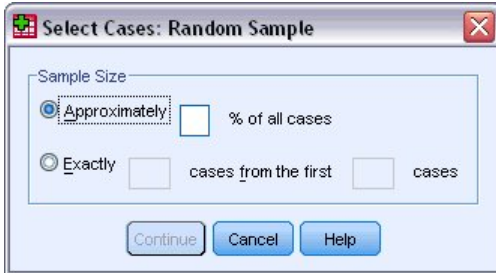 Select Cases: Random Sample
Sample Size
Approximately % of all cases
Exactly cases from the first cases
Continue Cancel Help